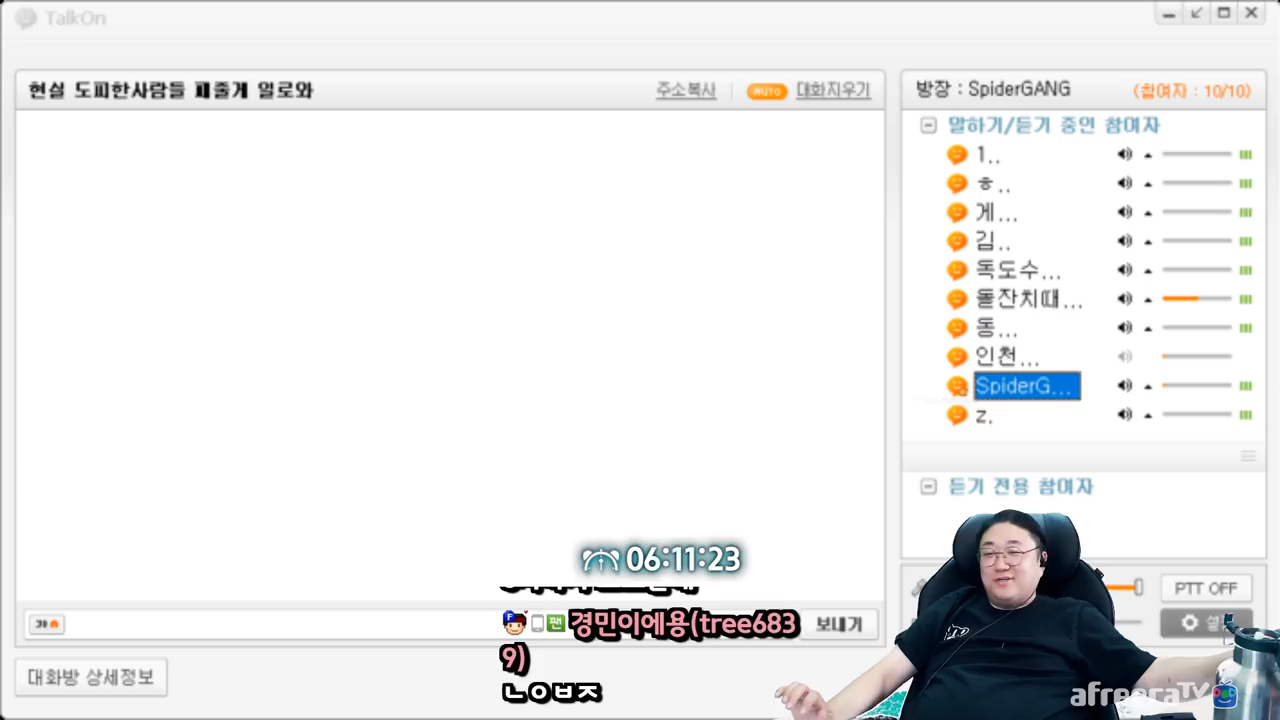 TalkOn
현실 도피한사람들 패줄게 일로와
주소복사
AUTO
대화지우기
방장 : SpiderGANG
(참여자 : 10/10)
말하기/듣기 중인 참여자
1..
ㅎ..
게...
김..
독도수...
돌잔치때...
동...
인천...
SpiderG...
z.
듣기 전용 참여자
06:11:23
PTT OFF
가
팬 경민이에용(tree683
9)
ㄴㅇㅂㅈ
보내기
대화방 상세정보
afreecaTV